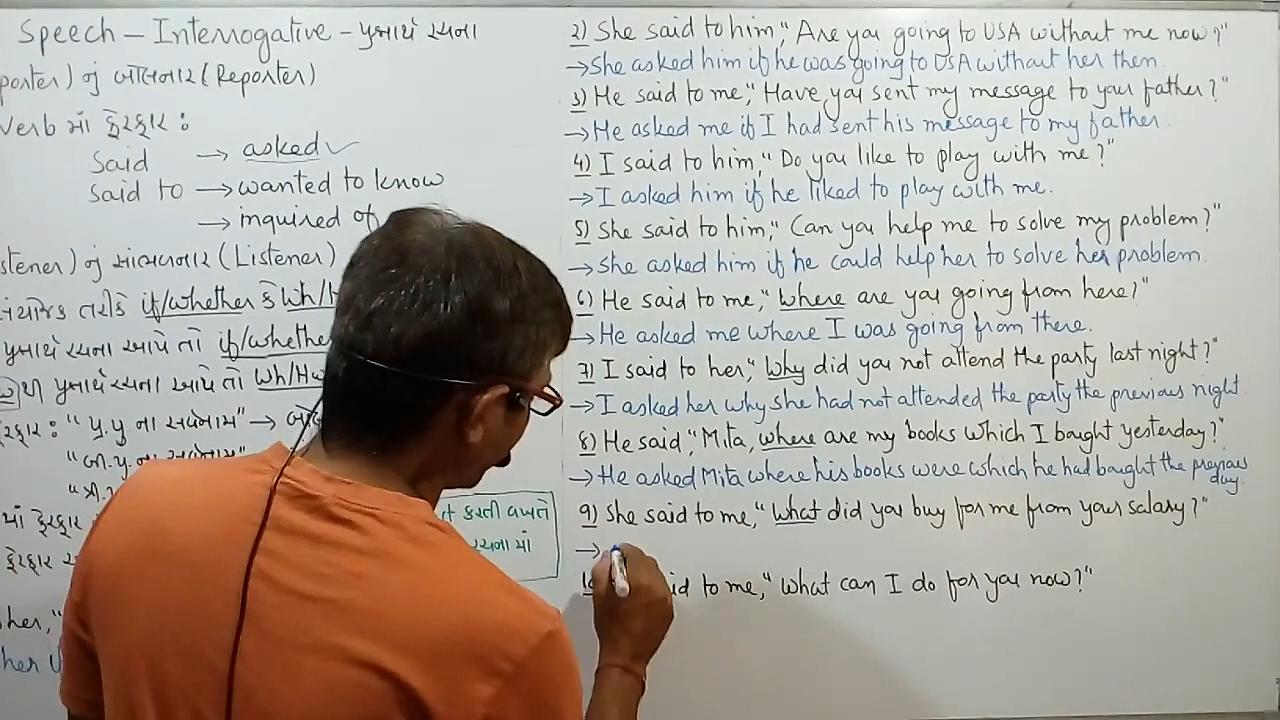 Speech – Interrogative – પ્રશ્નાર્થ રચના
porter) નું બોલનાર (Reporter)
Verb માં ફેરફાર :
Said → asked ✓
Said to → wanted to know
→ inquired of
stener) નું સાંભળનાર (Listener)
સંયોજક તરીકે if/whether કે Wh/H
પ્રશ્નાર્થ રચના આપે તો if/whethe
થી પ્રશ્નાર્થ રચના આપે તો Wh/Hw
રફાર : " પ્ર.પુ ના સર્વનામ" →
"બી.પુ. ના સર્વનામ"
માં ફેરફાર
કરતી વખતે
ફેરફાર
રચના માં
her,"
her
2) She said to him, "Are you going to USA without me now?"
→ She asked him if he was going to USA without her then.
3) He said to me, "Have you sent my message to your father?"
→ He asked me if I had sent his message to my father.
4) I said to him, "Do you like to play with me?"
→ I asked him if he liked to play with me.
5) She said to him, "Can you help me to solve my problem?"
→ She asked him if he could help her to solve her problem.
6) He said to me, "where are you going from here?"
→ He asked me where I was going from there.
7) I said to her, "Why did you not attend the party last night?"
→ I asked her why she had not attended the party the previous night.
8) He said, "Mita, where are my books which I bought yesterday?"
→ He asked Mita where his books were which he had bought the previous
day.
9) She said to me, "what did you buy for me from your salary?"
→
id to me, "What can I do for you now?"